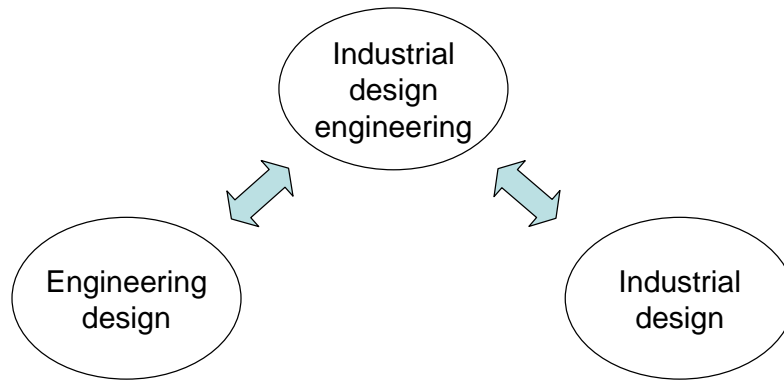 Industrial
design
engineering
Engineering
design
Industrial
design